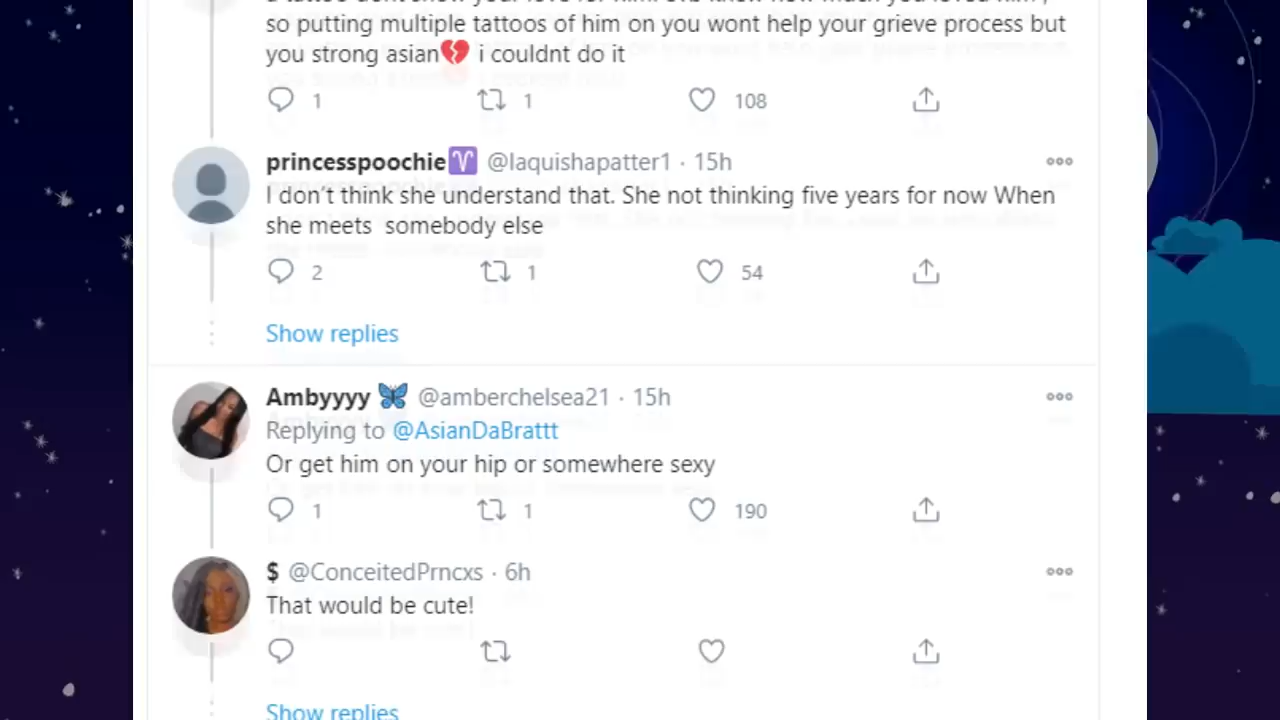 so putting multiple tattoos of him on you wont help your grieve process but
you strong asian💔 i couldnt do it
1 1 108
princesspoochie♈ @laquishapatter1 · 15h
I don't think she understand that. She not thinking five years for now When
she meets somebody else
2 1 54
Show replies
Ambyyyy 🦋 @amberchelsea21 · 15h
Replying to @AsianDaBrattt
Or get him on your hip or somewhere sexy
1 1 190
$ @ConceitedPrncxs · 6h
That would be cute!
Show replies